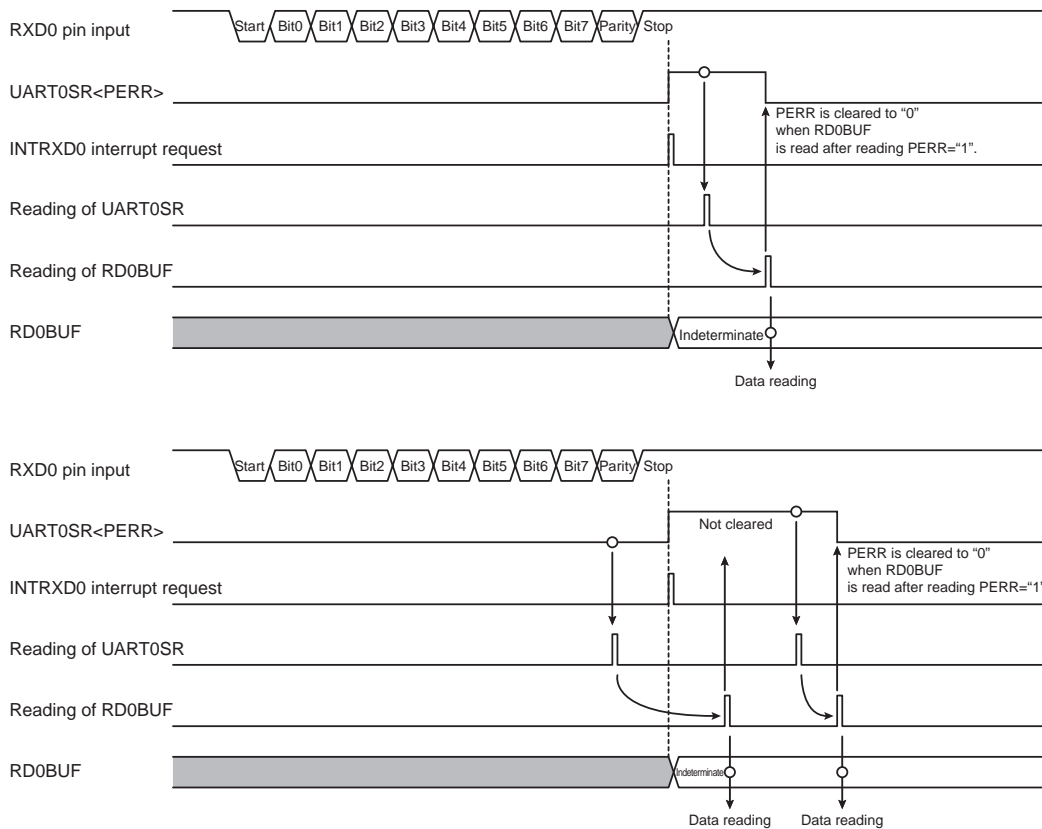 RXD0 pin input
Start Bit0 Bit1 Bit2 Bit3 Bit4 Bit5 Bit6 Bit7 Parity Stop
UART0SR<PERR>
PERR is cleared to “0”
when RD0BUF
is read after reading PERR=“1”.
INTRXD0 interrupt request
Reading of UART0SR
Reading of RD0BUF
RD0BUF
Indeterminate
Data reading
RXD0 pin input
Start Bit0 Bit1 Bit2 Bit3 Bit4 Bit5 Bit6 Bit7 Parity Stop
UART0SR<PERR>
Not cleared
PERR is cleared to “0”
when RD0BUF
is read after reading PERR=“1”
INTRXD0 interrupt request
Reading of UART0SR
Reading of RD0BUF
RD0BUF
Indeterminate
Data reading Data reading